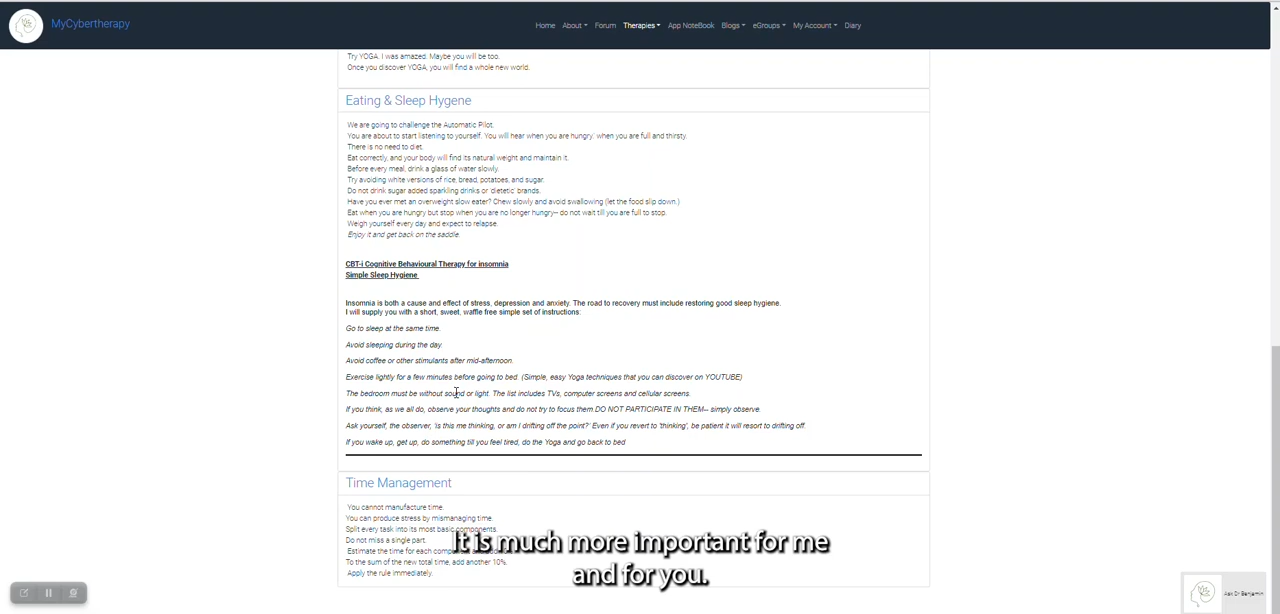 MyCybertherapy
Home About Forum Therapies App NoteBook Blogs eGroups My Account Diary
Try YOGA. I was amazed. Maybe you will be too.
Once you discover YOGA, you will find a whole new world.
Eating & Sleep Hygene
We are going to challenge the Automatic Pilot.
You are about to start listening to yourself. You will hear when you are hungry: when you are full and thirsty.
There is no need to diet.
Eat correctly, and your body will find its natural weight and maintain it.
Before every meal, drink a glass of water slowly.
Try avoiding white versions of rice, bread, potatoes, and sugar.
Do not drink sugar added sparkling drinks or 'dietetic' brands.
Have you ever met an overweight slow eater? Chew slowly and avoid swallowing (let the food slip down.)
Eat when you are hungry but stop when you are no longer hungry-- do not wait till you are full to stop.
Weigh yourself every day and expect to relapse.
Enjoy it and get back on the saddle.
CBT-i Cognitive Behavioural Therapy for insomnia
Simple Sleep Hygiene
Insomnia is both a cause and effect of stress, depression and anxiety. The road to recovery must include restoring good sleep hygiene.
I will supply you with a short, sweet, waffle free simple set of instructions:
Go to sleep at the same time.
Avoid sleeping during the day
Avoid coffee or other stimulants after mid-afternoon.
Exercise lightly for a few minutes before going to bed. (Simple, easy Yoga techniques that you can discover on YOUTUBE)
The bedroom must be without sound or light. The list includes TVs, computer screens and cellular screens.
If you think, as we all do, observe your thoughts and do not try to focus them.DO NOT PARTICIPATE IN THEM-- simply observe.
Ask yourself, the observer, 'is this me thinking, or am I drifting off the point?' Even if you revert to 'thinking', be patient it will resort to drifting off.
If you wake up, get up, do something till you feel tired, do the Yoga and go back to bed
Time Management
You cannot manufacture time.
You can produce stress by mismanaging time.
Split every task into its most basic components.
Do not miss a single part.
Estimate the time for each
To the sum of the new total time, add another 10%.
Apply the rule immediately.
It is much more important for me
and for you.
Ask Dr Benjamin